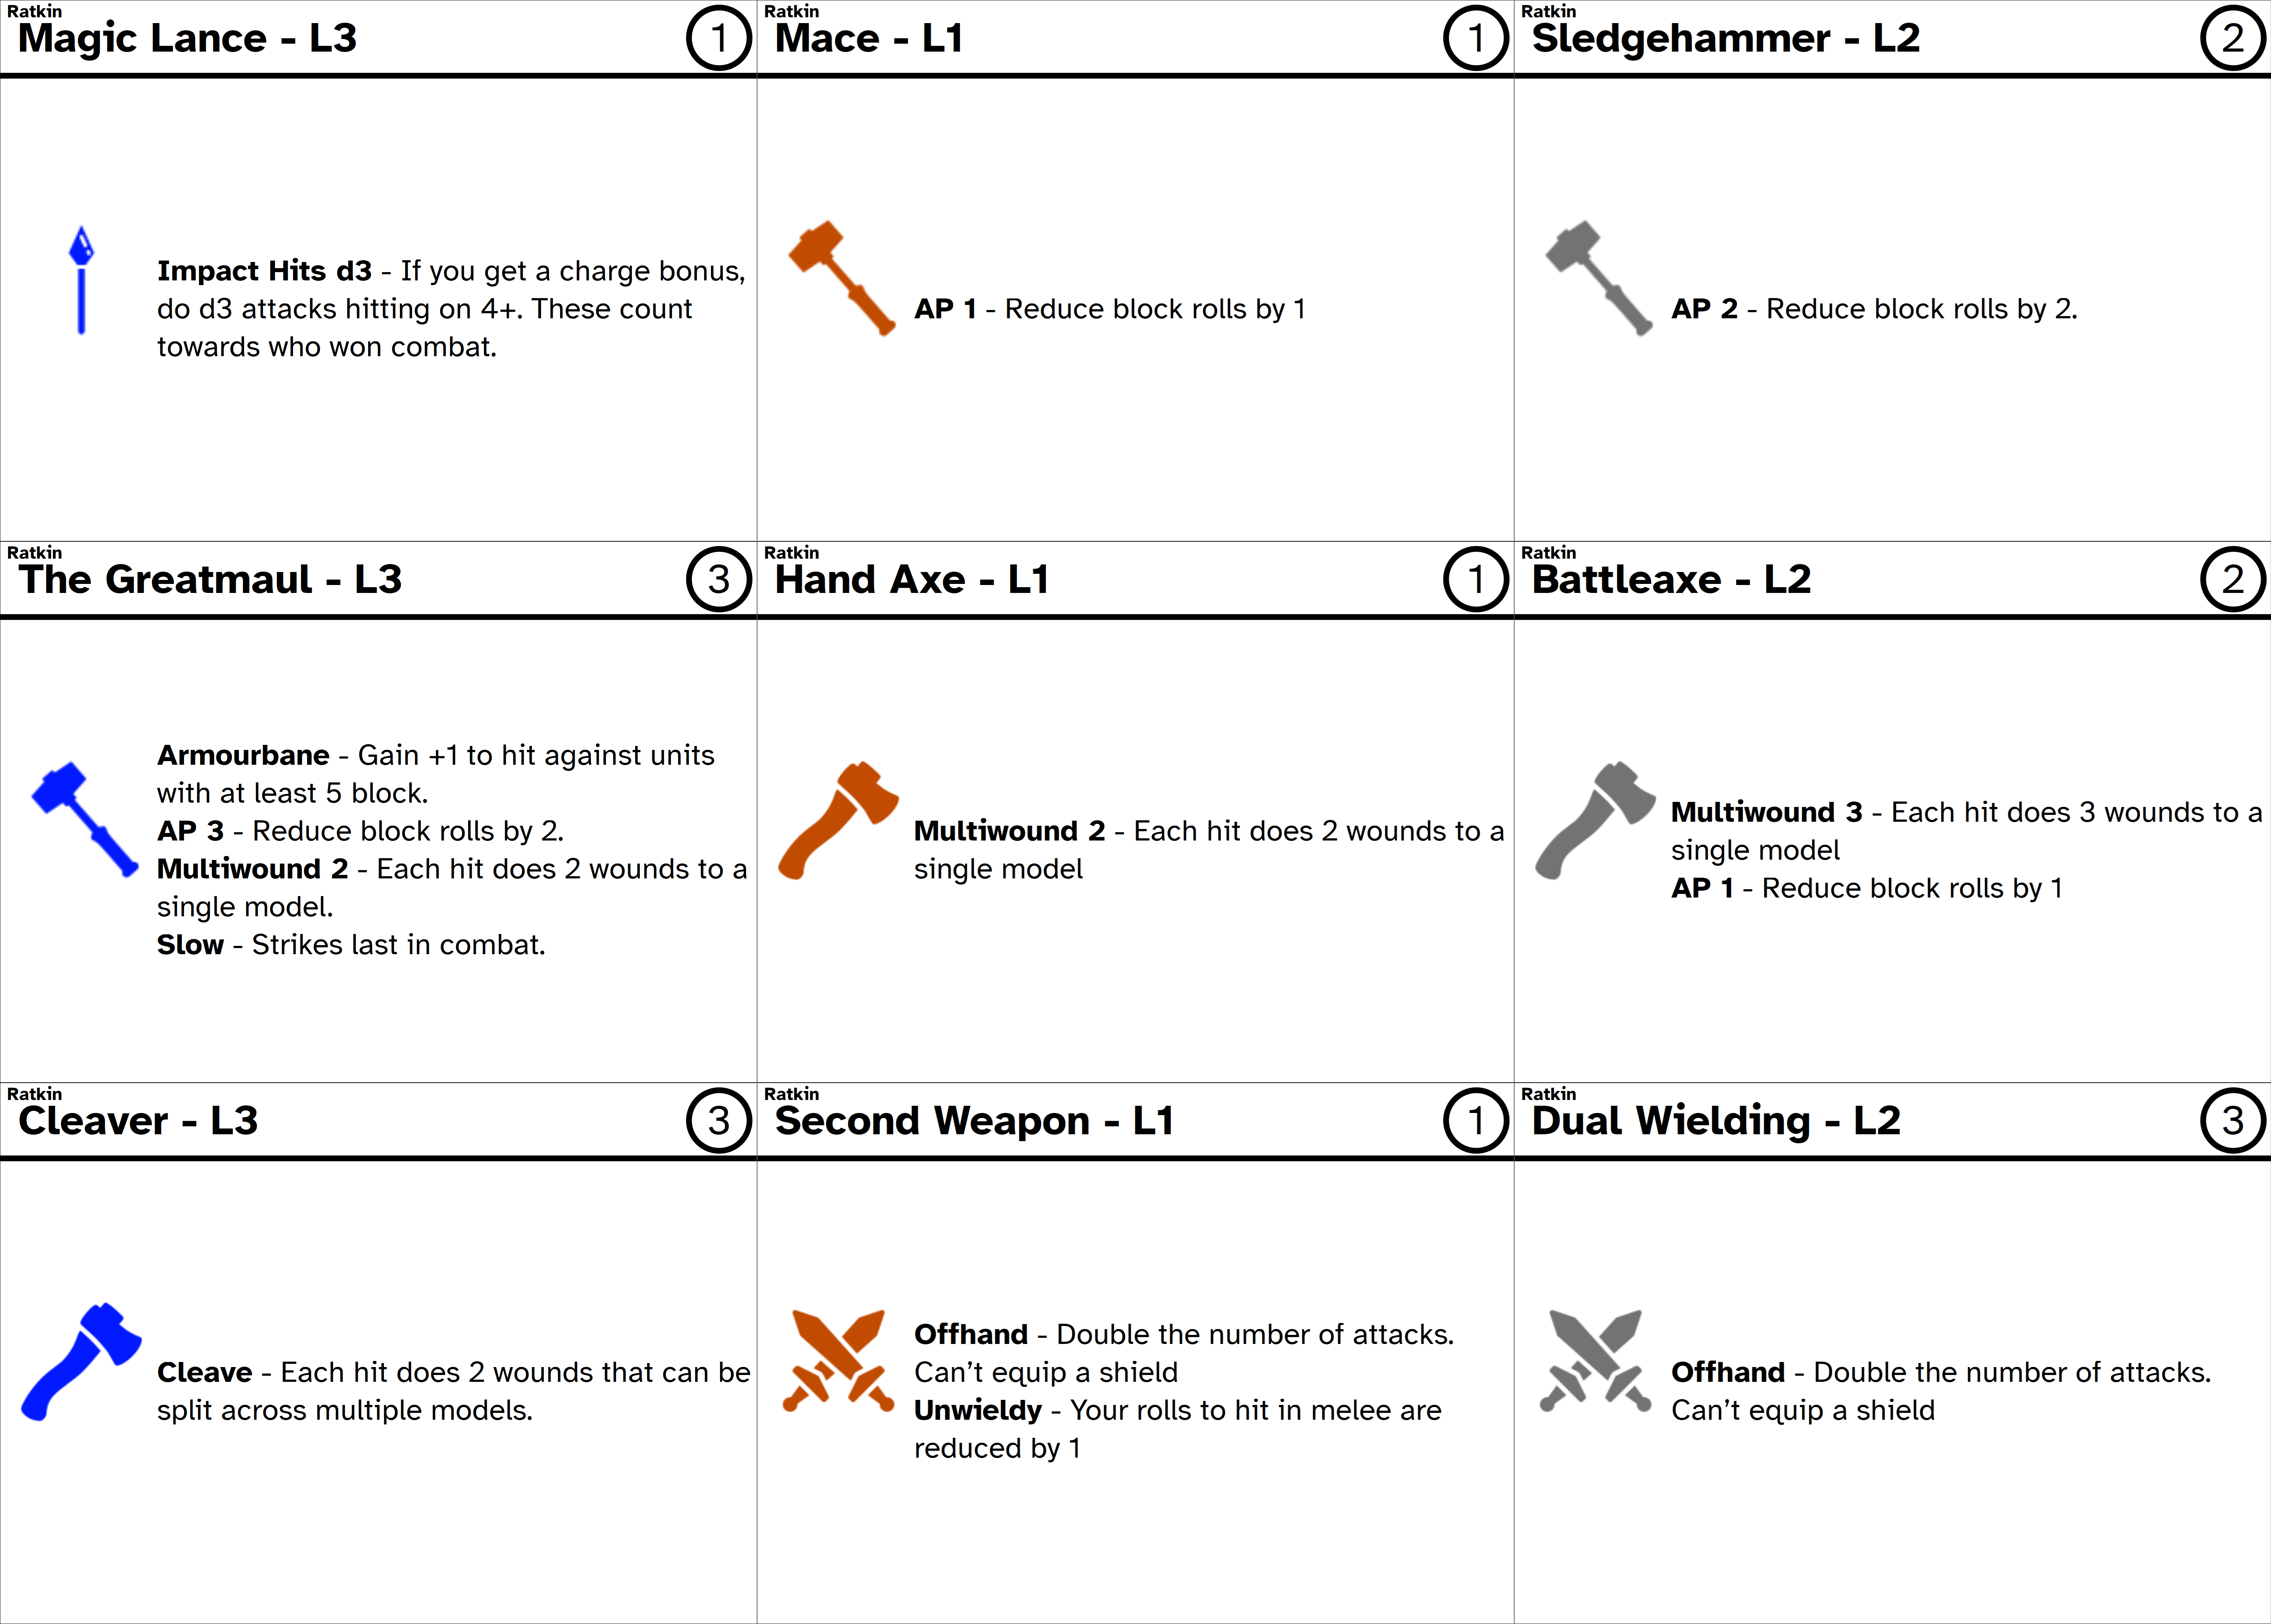 Ratkin
Magic Lance - L3
1
Impact Hits d3 - If you get a charge bonus,
do d3 attacks hitting on 4+. These count
towards who won combat.
Ratkin
Mace - L1
1
AP 1 - Reduce block rolls by 1
Ratkin
Sledgehammer - L2
2
AP 2 - Reduce block rolls by 2.
Ratkin
The Greatmaul - L3
3
Armourbane - Gain +1 to hit against units
with at least 5 block.
AP 3 - Reduce block rolls by 2.
Multiwound 2 - Each hit does 2 wounds to a
single model.
Slow - Strikes last in combat.
Ratkin
Hand Axe - L1
1
Multiwound 2 - Each hit does 2 wounds to a
single model
Ratkin
Battleaxe - L2
2
Multiwound 3 - Each hit does 3 wounds to a
single model
AP 1 - Reduce block rolls by 1
Ratkin
Cleaver - L3
3
Cleave - Each hit does 2 wounds that can be
split across multiple models.
Ratkin
Second Weapon - L1
1
Offhand - Double the number of attacks.
Can't equip a shield
Unwieldy - Your rolls to hit in melee are
reduced by 1
Ratkin
Dual Wielding - L2
3
Offhand - Double the number of attacks.
Can't equip a shield